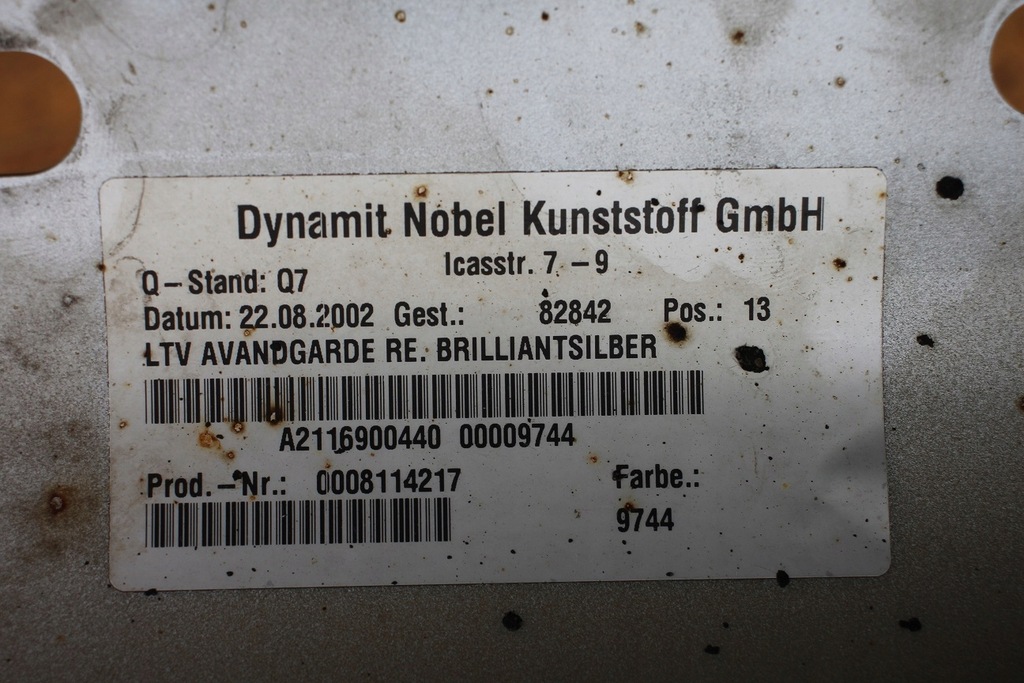 Dynamit Nobel Kunststoff GmbH
Icasstr. 7 - 9
Q-Stand: Q7
Datum: 22.08.2002 Gest.: 82842 Pos.: 13
LTV AVANDGARDE RE. BRILLIANTSILBER
A2116900440 00009744
Prod.-Nr.: 0008114217 Farbe.:
9744